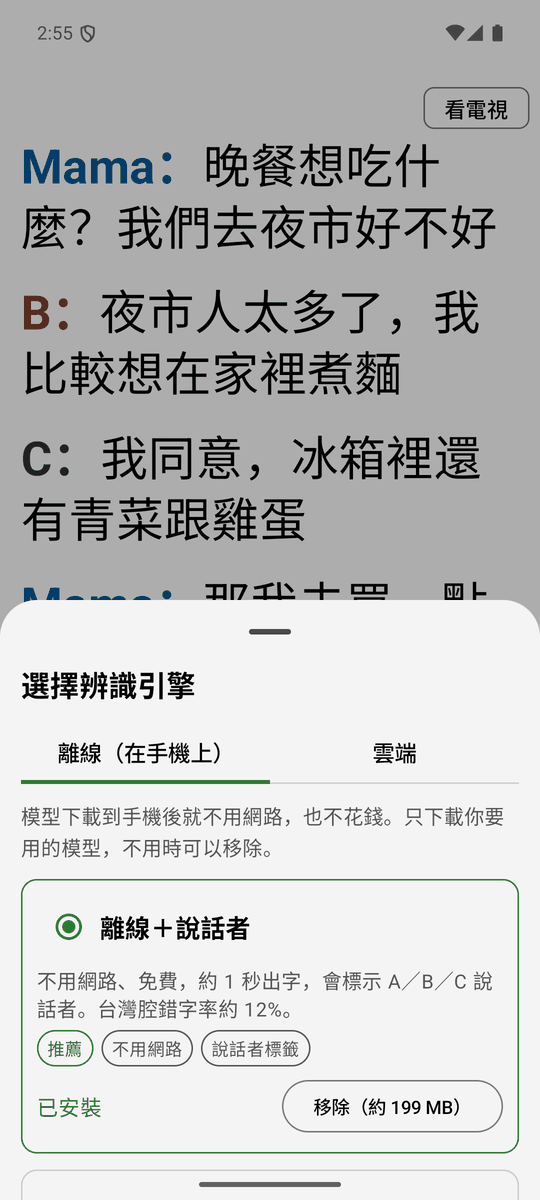 2:55
看電視
Mama：晚餐想吃什
麼？我們去夜市好不好
B：夜市人太多了，我
比較想在家裡煮麵
C：我同意，冰箱裡還
有青菜跟雞蛋
Mama：那我去買一點
選擇辨識引擎
離線（在手機上）
雲端
模型下載到手機後就不用網路，也不花錢。只下載你要
用的模型，不用時可以移除。
離線＋說話者
不用網路、免費，約 1 秒出字，會標示 A／B／C 說
話者。台灣腔錯字率約 12%。
推薦
不用網路
說話者標籤
已安裝
移除（約 199 MB）